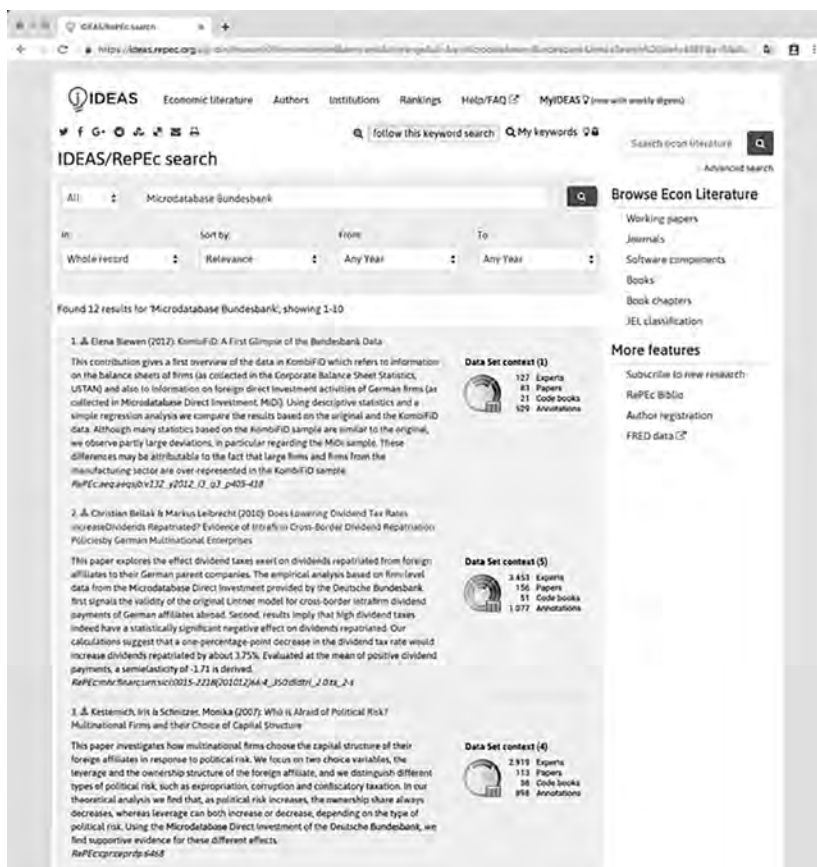 IDEAS/RePEc search
https://ideas.repec.org
IDEAS Economic literature Authors Institutions Rankings Help/FAQ MyIDEAS (now with weekly digests)
follow this keyword search My keywords
Search econ literature
IDEAS/RePEc search
Advanced search
All Microdatabase Bundesbank
In: Sort by: From: To:
Whole record Relevance Any Year Any Year
Found 12 results for 'Microdatabase Bundesbank', showing 1-10
1. Elena Biewen (2012): KombiFiD: A First Glimpse of the Bundesbank Data
This contribution gives a first overview of the data in KombiFiD which refers to information
on the balance sheets of firms (as collected in the Corporate Balance Sheet Statistics,
USTAN) and also to information on foreign direct investment activities of German firms (as
collected in Microdatabase Direct Investment, MiDi). Using descriptive statistics and a
simple regression analysis we compare the results based on the original and the KombiFiD
data. Although many statistics based on the KombiFiD sample are similar to the original,
we observe partly large deviations, in particular regarding the MiDi sample. These
differences may be attributable to the fact that large firms and firms from the
manufacturing sector are over-represented in the KombiFiD sample.
RePEc:aeq:aeqsjb:v132_y2012_i3_q3_p405-418
Data Set context (1)
127 Experts
83 Papers
21 Code books
529 Annotations
2. Christian Bellak & Markus Leibrecht (2010): Does Lowering Dividend Tax Rates
increaseDividends Repatriated? Evidence of Intrafirm Cross-Border Dividend Repatriation
Policiesby German Multinational Enterprises
This paper explores the effect dividend taxes exert on dividends repatriated from foreign
affiliates to their German parent companies. The empirical analysis based on firm-level
data from the Microdatabase Direct Investment provided by the Deutsche Bundesbank
first signals the validity of the original Lintner model for cross-border intrafirm dividend
payments of German affiliates abroad. Second, results imply that high dividend taxes
indeed have a statistically significant negative effect on dividends repatriated. Our
calculations suggest that a one-percentage-point decrease in the dividend tax rate would
increase dividends repatriated by about 3.75%. Evaluated at the mean of positive dividend
payments, a semielasticity of -1.71 is derived.
Data Set context (5)
3.453 Experts
156 Papers
51 Code books
1.077 Annotations
3. Kesternich, Iris & Schnitzer, Monika (2007): Who is Afraid of Political Risk?
Multinational Firms and their Choice of Capital Structure
This paper investigates how multinational firms choose the capital structure of their
foreign affiliates in response to political risk. We focus on two choice variables, the
leverage and the ownership structure of the foreign affiliate, and we distinguish different
types of political risk, such as expropriation, corruption and confiscatory taxation. In our
theoretical analysis we find that, as political risk increases, the ownership share always
decreases, whereas leverage can both increase or decrease, depending on the type of
political risk. Using the Microdatabase Direct Investment of the Deutsche Bundesbank, we
find supportive evidence for these different effects.
RePEc:cpr:ceprdp:6468
Data Set context (4)
2.919 Experts
113 Papers
Code books
898 Annotations
Browse Econ Literature
Working papers
Journals
Software components
Books
Book chapters
JEL classification
More features
Subscribe to new research
RePEc Biblio
Author registration
FRED data